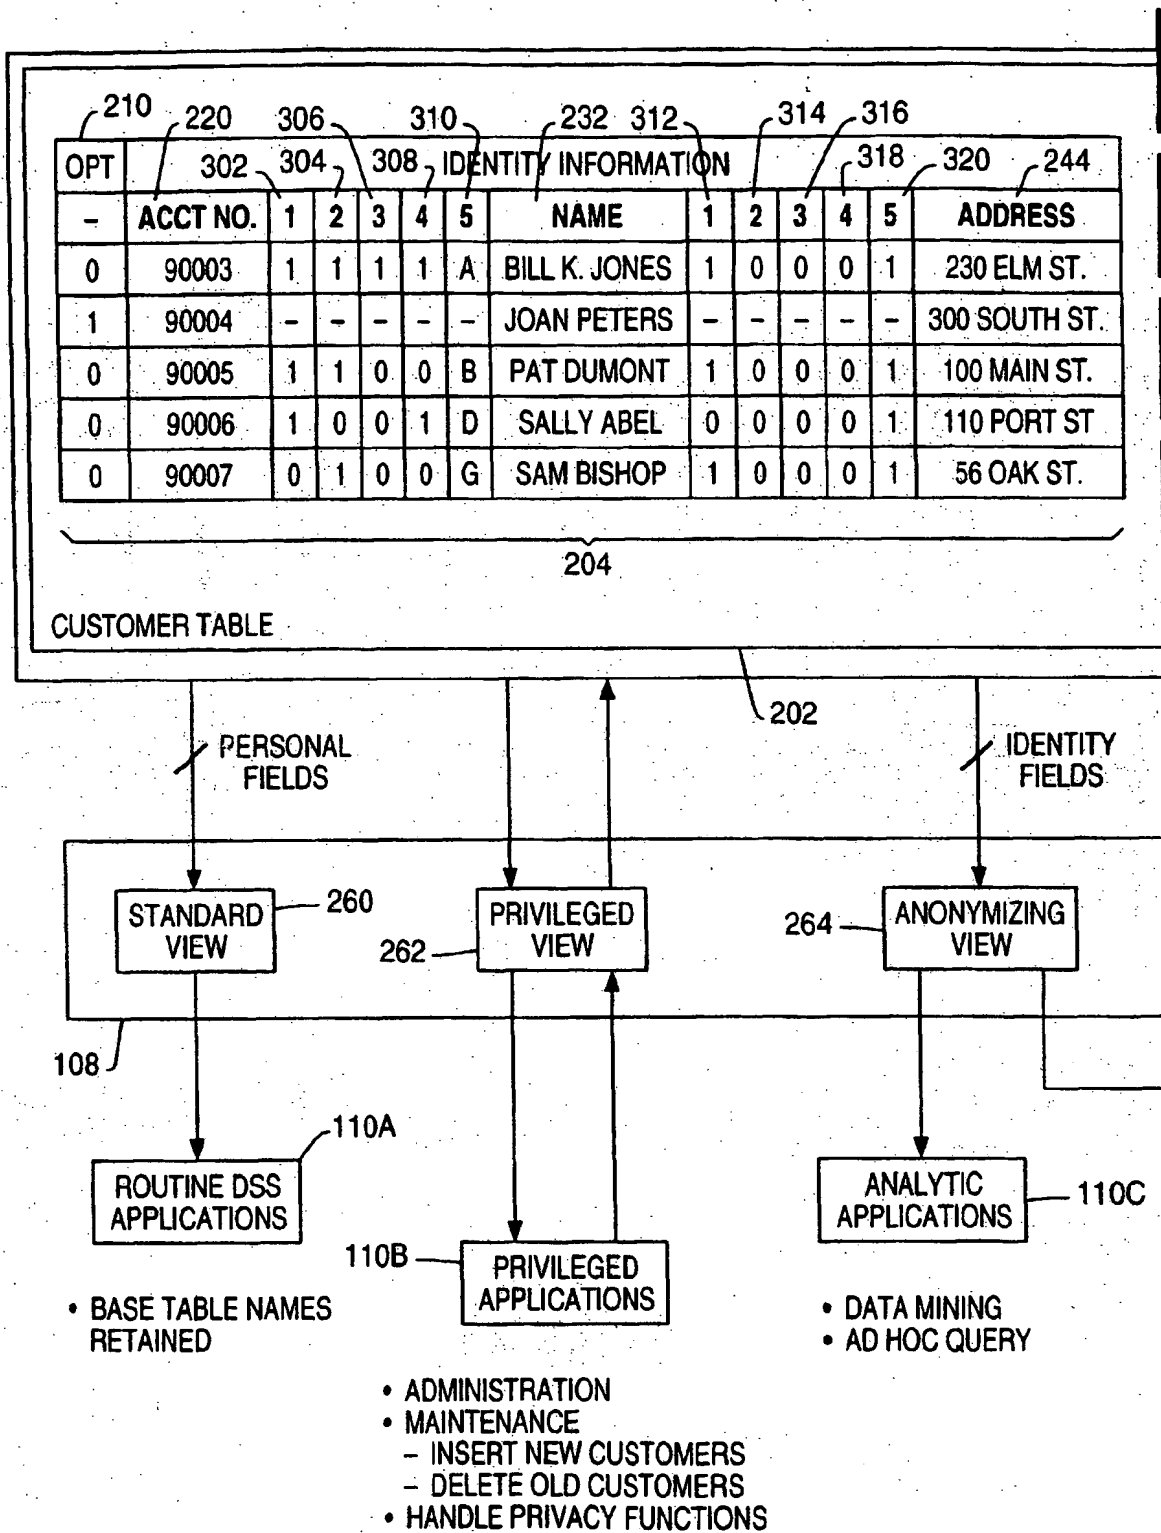 210 220 306 310 232 312 314 316
OPT 302 304 308 IDENTITY INFORMATION 318 320 244
– ACCT NO. 1 2 3 4 5 NAME 1 2 3 4 5 ADDRESS
0 90003 1 1 1 1 A BILL K. JONES 1 0 0 0 1 230 ELM ST.
1 90004 – – – – – JOAN PETERS – – – – – 300 SOUTH ST.
0 90005 1 1 0 0 B PAT DUMONT 1 0 0 0 1 100 MAIN ST.
0 90006 1 0 0 1 D SALLY ABEL 0 0 0 0 1 110 PORT ST
0 90007 0 1 0 0 G SAM BISHOP 1 0 0 0 1 56 OAK ST.
204
CUSTOMER TABLE
202
PERSONAL
FIELDS
IDENTITY
FIELDS
STANDARD
VIEW
260
262
PRIVILEGED
VIEW
264
ANONYMIZING
VIEW
108
110A
ROUTINE DSS
APPLICATIONS
110B
PRIVILEGED
APPLICATIONS
ANALYTIC
APPLICATIONS
110C
• BASE TABLE NAMES
RETAINED
• DATA MINING
• AD HOC QUERY
• ADMINISTRATION
• MAINTENANCE
– INSERT NEW CUSTOMERS
– DELETE OLD CUSTOMERS
• HANDLE PRIVACY FUNCTIONS